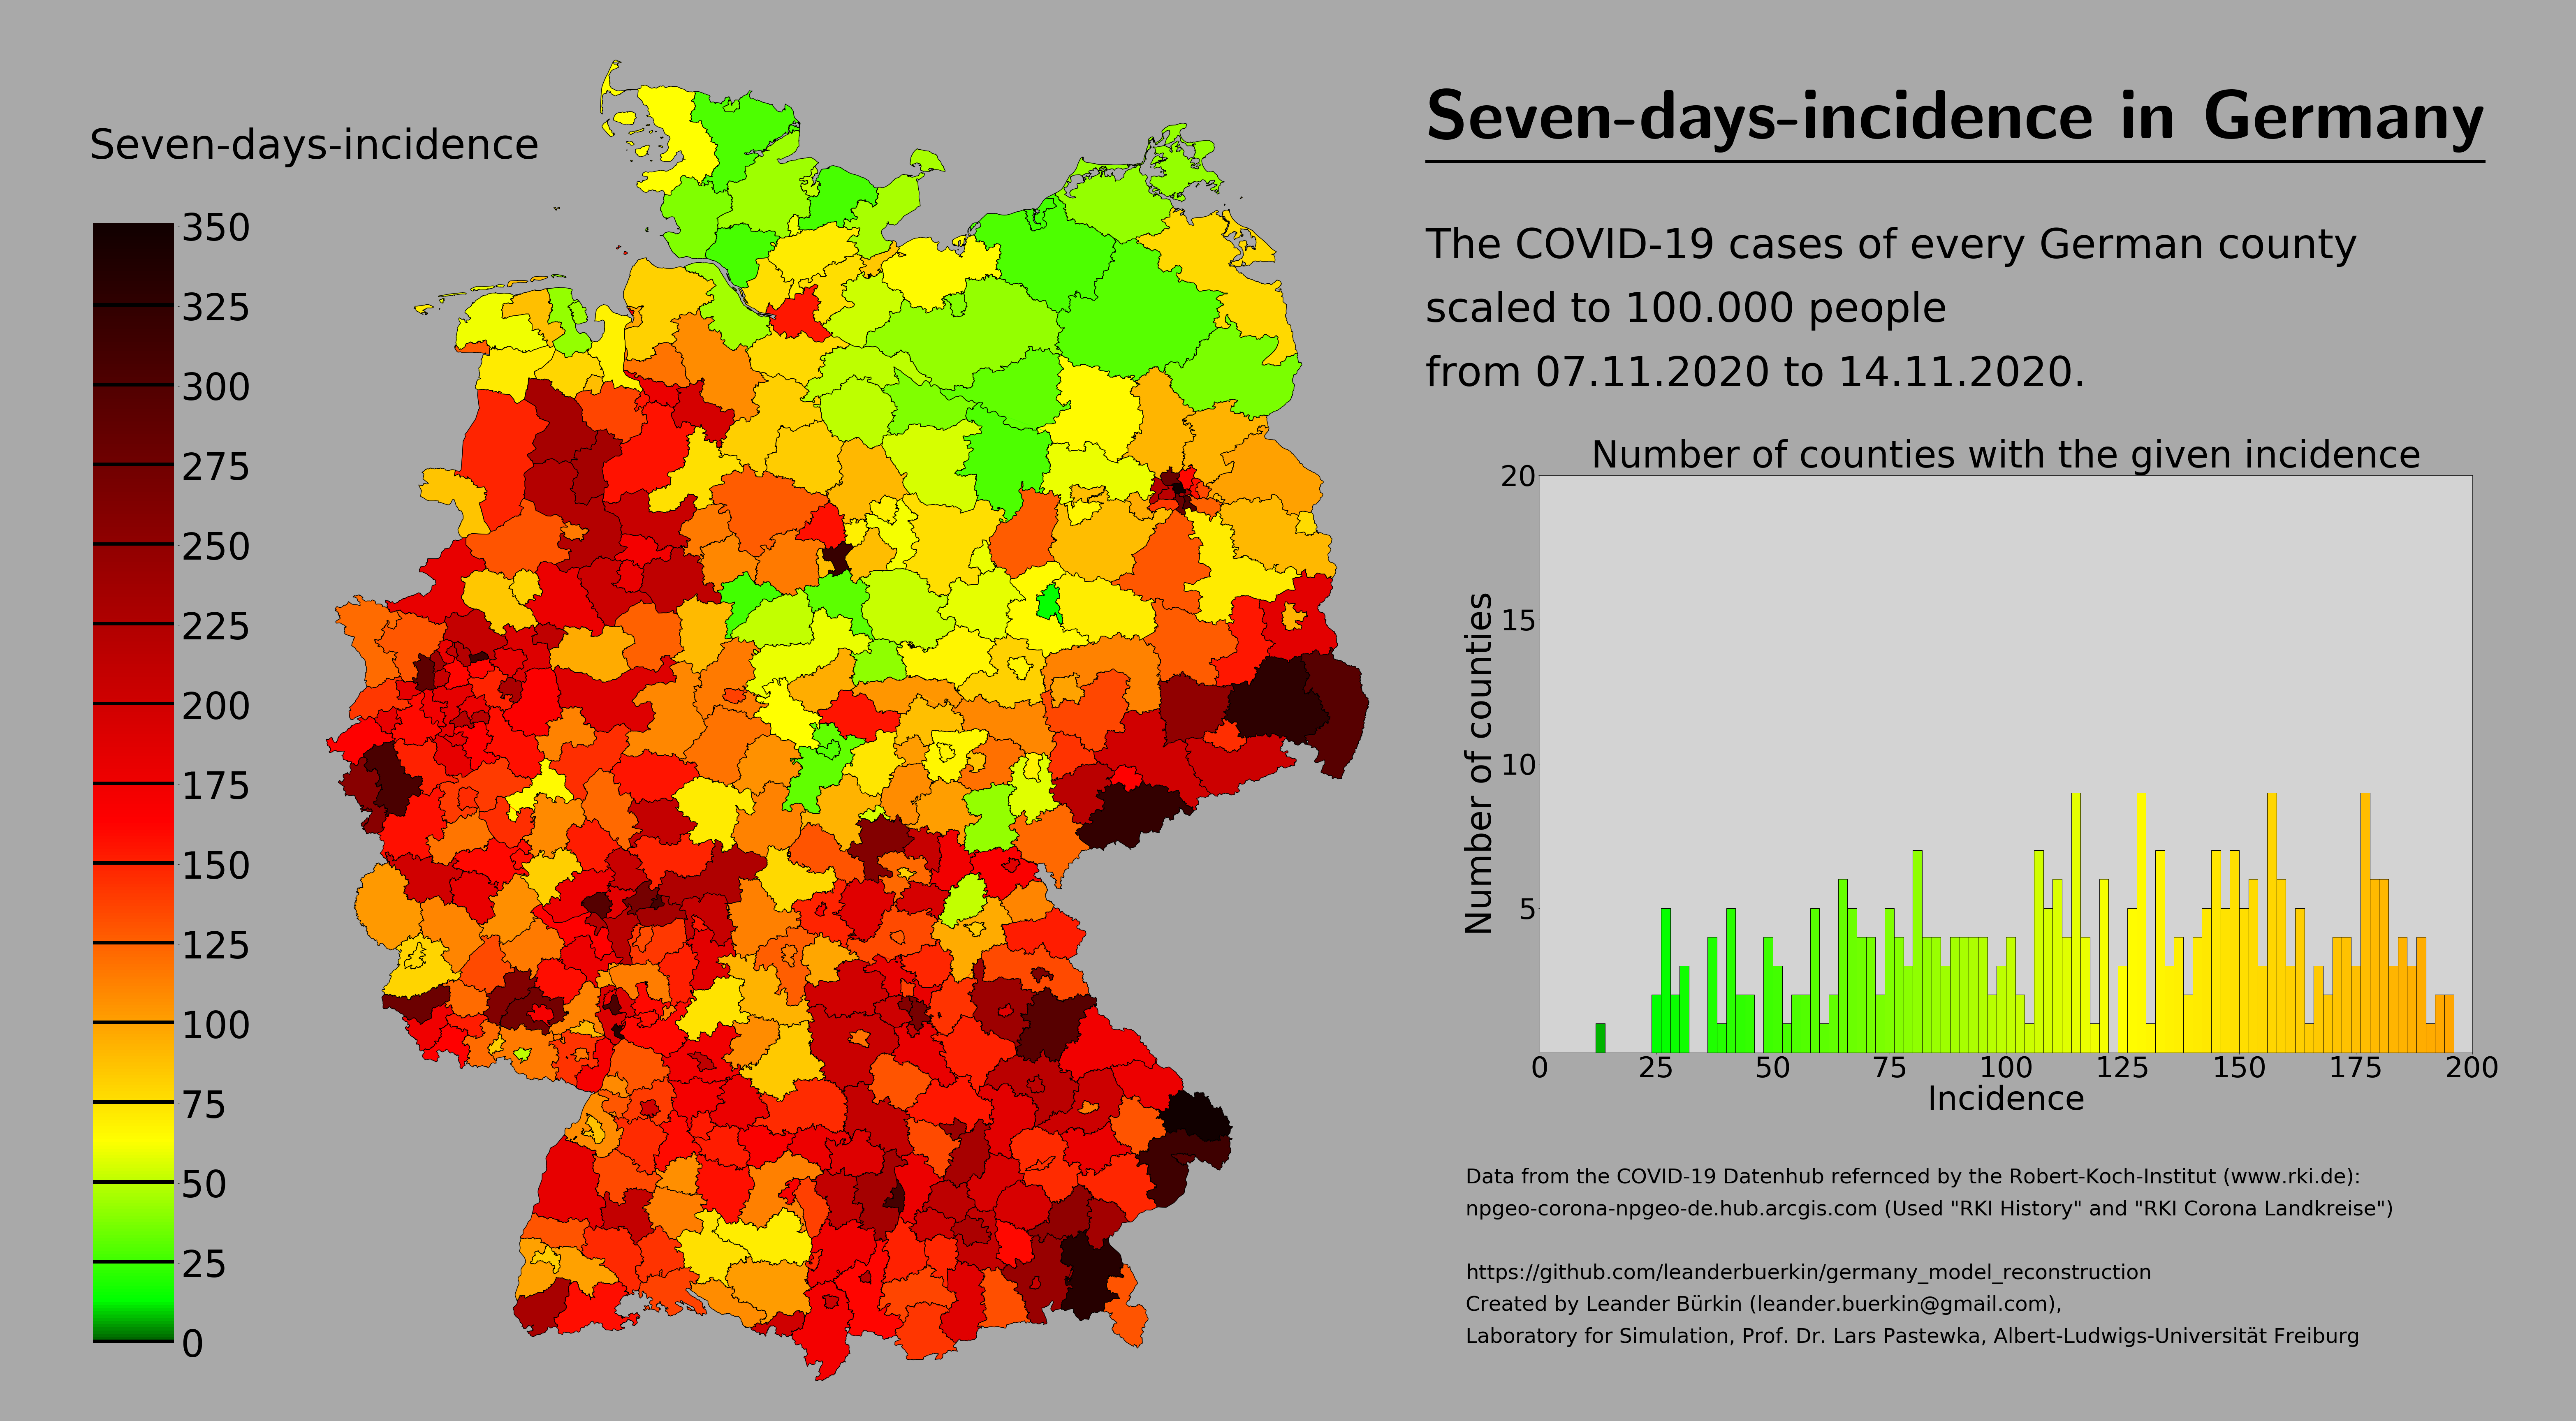 Seven-days-incidence in Germany
Seven-days-incidence
350
325
300
275
250
225
200
175
150
125
100
75
50
25
0
The COVID-19 cases of every German county
scaled to 100.000 people
from 07.11.2020 to 14.11.2020.
Number of counties with the given incidence
Number of counties
20
15
10
5
0 25 50 75 100 125 150 175 200
Incidence
Data from the COVID-19 Datenhub refernced by the Robert-Koch-Institut (www.rki.de):
npgeo-corona-npgeo-de.hub.arcgis.com (Used "RKI History" and "RKI Corona Landkreise")
https://github.com/leanderbuerkin/germany_model_reconstruction
Created by Leander Bürkin (leander.buerkin@gmail.com),
Laboratory for Simulation, Prof. Dr. Lars Pastewka, Albert-Ludwigs-Universität Freiburg